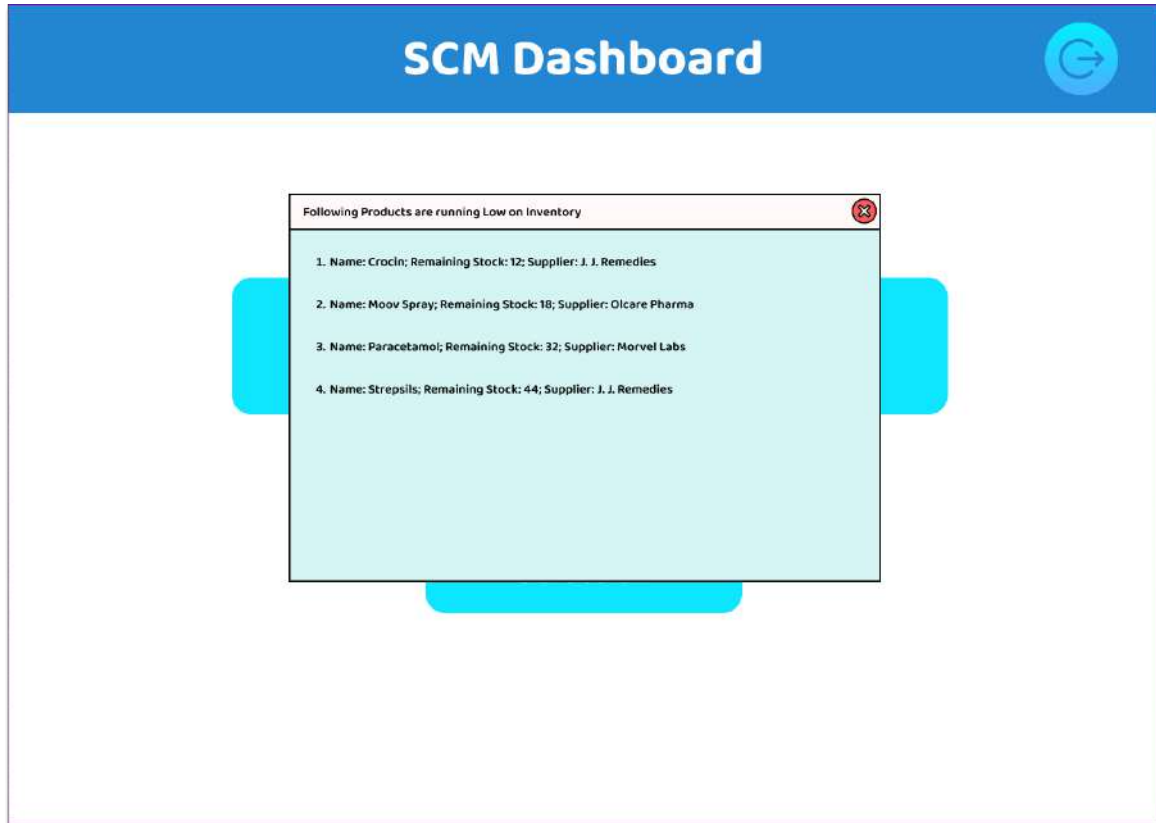 SCM Dashboard
Following Products are running Low on Inventory
1. Name: Crocin; Remaining Stock: 12; Supplier: J. J. Remedies
2. Name: Moov Spray; Remaining Stock: 18; Supplier: Olcare Pharma
3. Name: Paracetamol; Remaining Stock: 32; Supplier: Morvel Labs
4. Name: Strepsils; Remaining Stock: 44; Supplier: J. J. Remedies